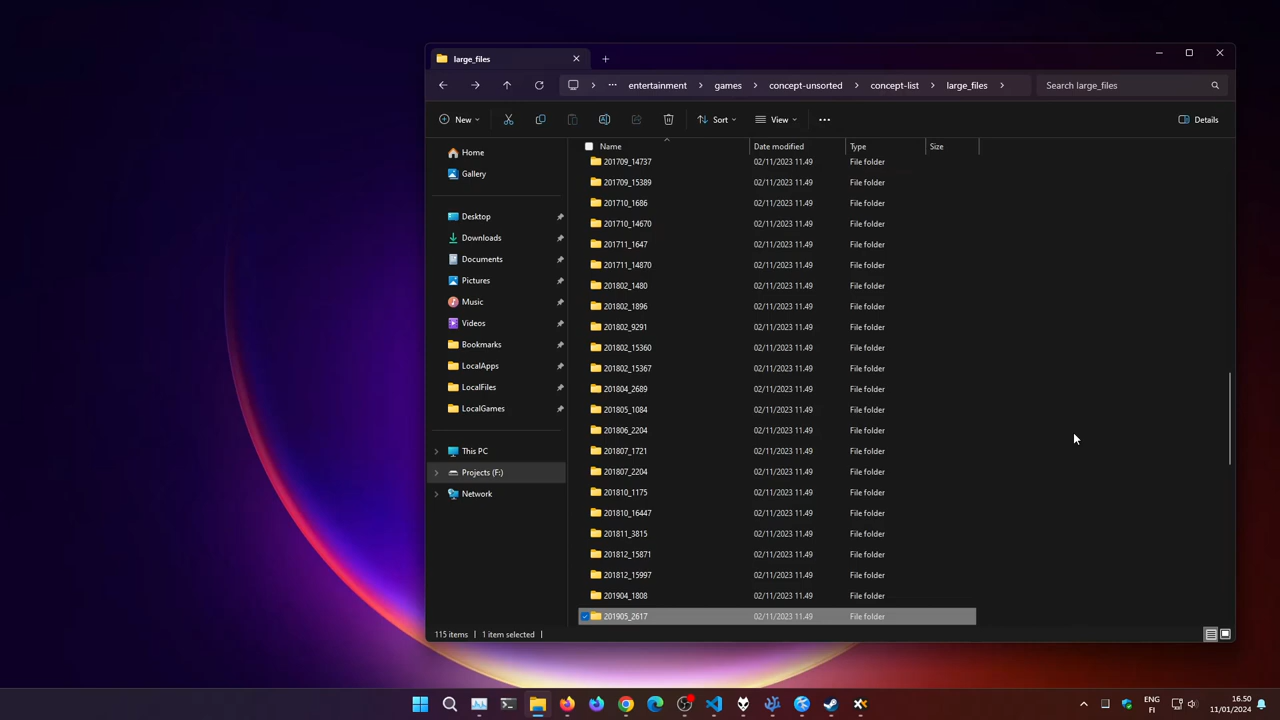 large_files
entertainment games concept-unsorted concept-list large_files Search large_files
New Sort View Details
Name Date modified Type Size
Home
Gallery
Desktop
Downloads
Documents
Pictures
Music
Videos
Bookmarks
LocalApps
LocalFiles
LocalGames
This PC
Projects (F:)
Network
201709_14737 02/11/2023 11.49 File folder
201709_15389 02/11/2023 11.49 File folder
201710_1686 02/11/2023 11.49 File folder
201710_14670 02/11/2023 11.49 File folder
201711_1647 02/11/2023 11.49 File folder
201711_14870 02/11/2023 11.49 File folder
201802_1480 02/11/2023 11.49 File folder
201802_1896 02/11/2023 11.49 File folder
201802_9291 02/11/2023 11.49 File folder
201802_15360 02/11/2023 11.49 File folder
201802_15367 02/11/2023 11.49 File folder
201804_2689 02/11/2023 11.49 File folder
201805_1084 02/11/2023 11.49 File folder
201806_2204 02/11/2023 11.49 File folder
201807_1721 02/11/2023 11.49 File folder
201807_2204 02/11/2023 11.49 File folder
201810_1175 02/11/2023 11.49 File folder
201810_16447 02/11/2023 11.49 File folder
201811_3815 02/11/2023 11.49 File folder
201812_15871 02/11/2023 11.49 File folder
201812_15997 02/11/2023 11.49 File folder
201904_1808 02/11/2023 11.49 File folder
201905_2617 02/11/2023 11.49 File folder
115 items 1 item selected
ENG 16.50
FI 11/01/2024